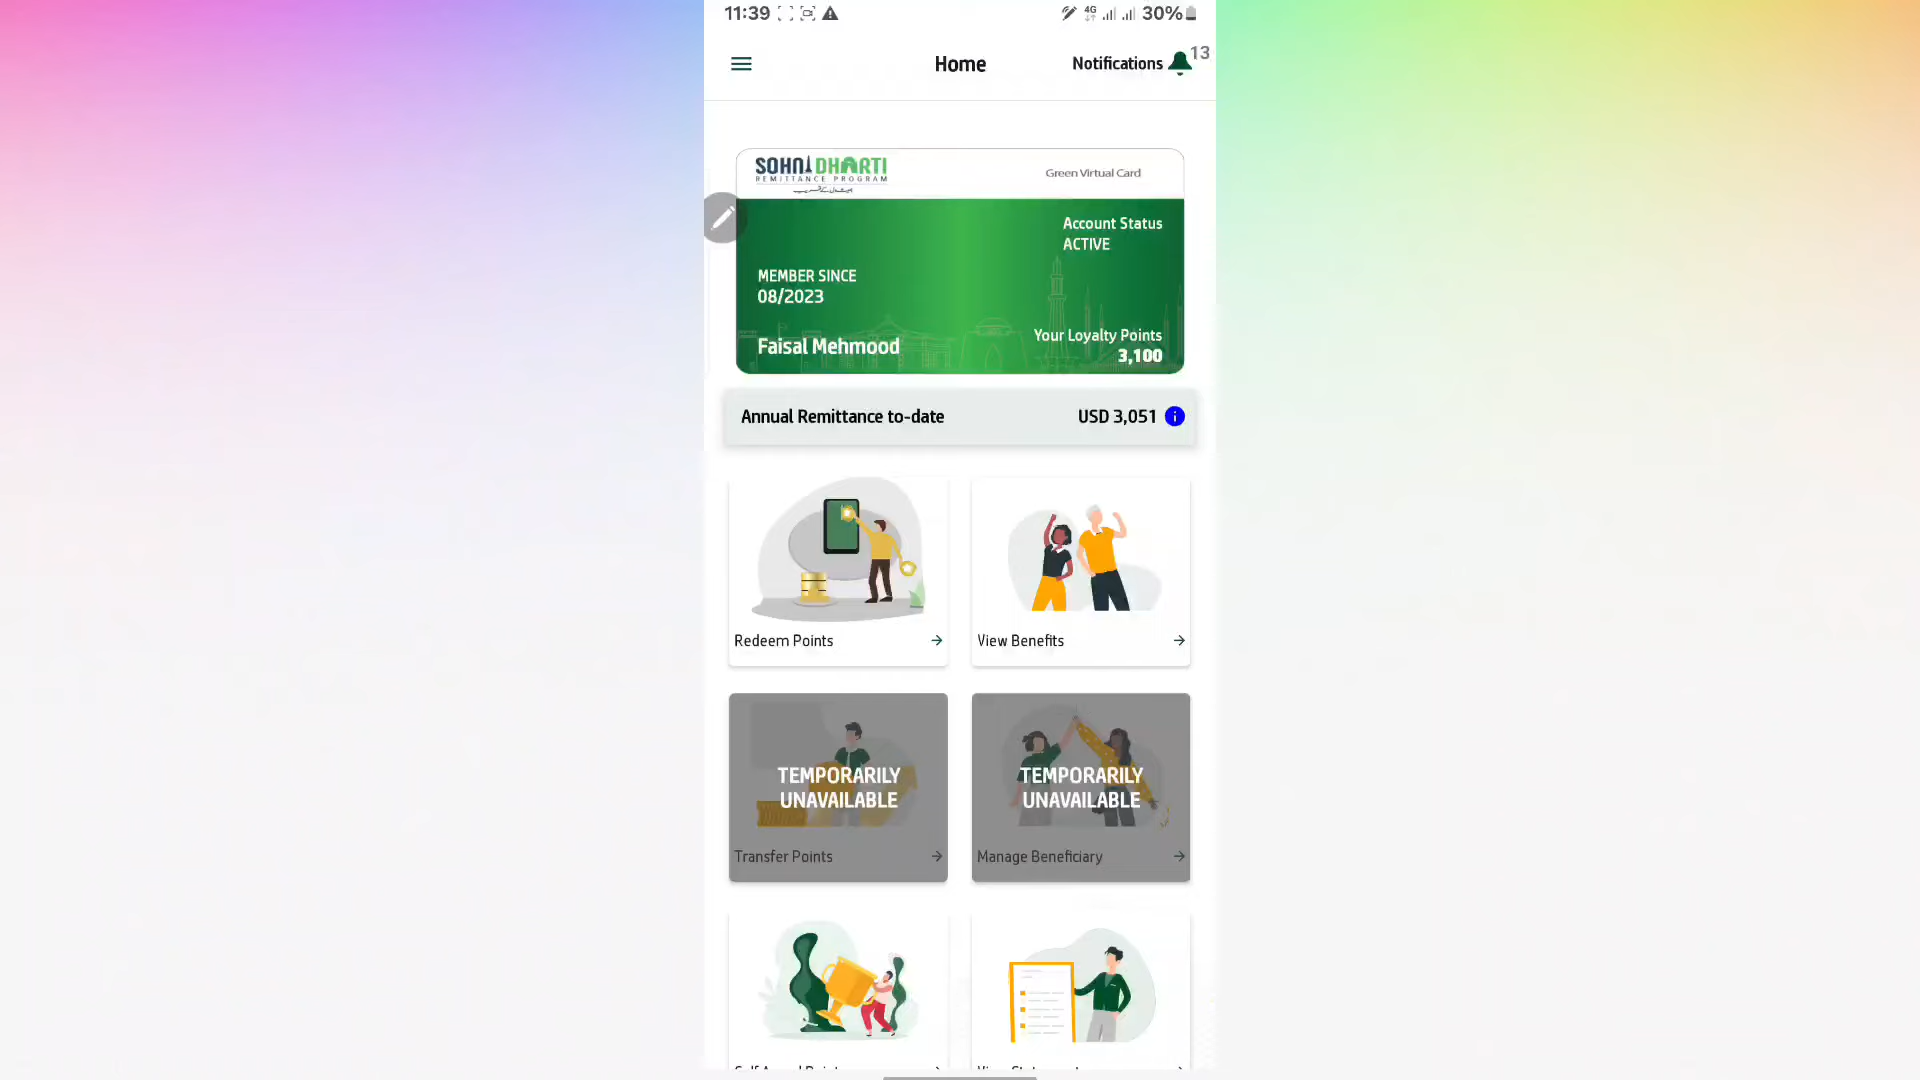 11:39
4G
30%
Home
Notifications
13
SOHNI DHARTI
REMITTANCE PROGRAM
Green Virtual Card
Account Status
ACTIVE
MEMBER SINCE
08/2023
Your Loyalty Points
Faisal Mehmood
3,100
Annual Remittance to-date
USD 3,051
Redeem Points
View Benefits
TEMPORARILY
UNAVAILABLE
TEMPORARILY
UNAVAILABLE
Transfer Points
Manage Beneficiary